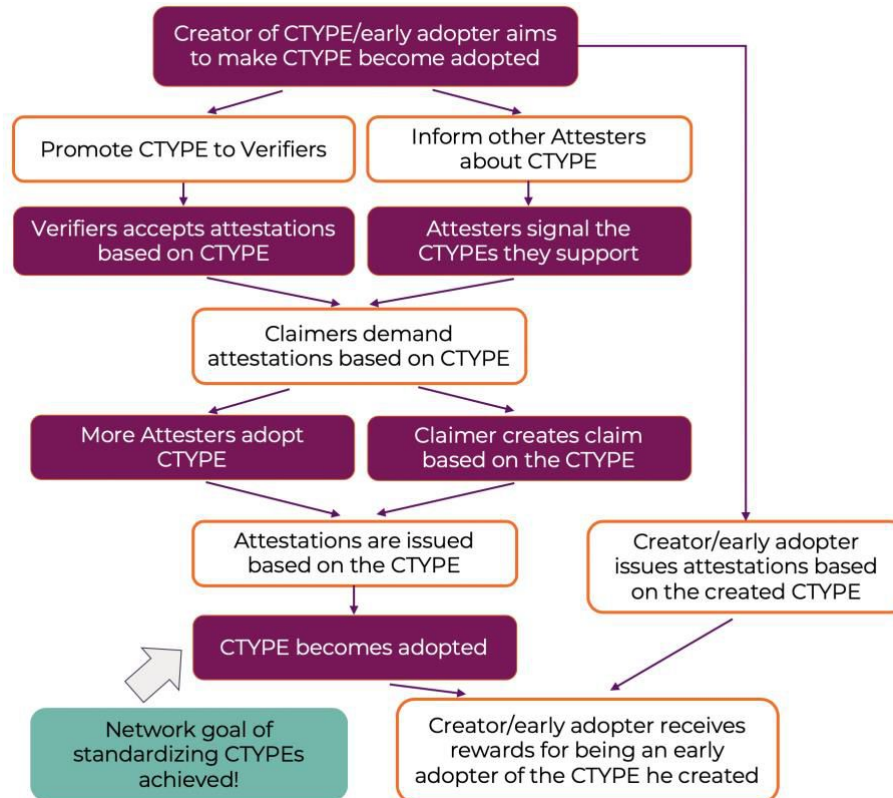 Creator of CTYPE/early adopter aims
to make CTYPE become adopted
Promote CTYPE to Verifiers
Inform other Attesters
about CTYPE
Verifiers accepts attestations
based on CTYPE
Attesters signal the
CTYPEs they support
Claimers demand
attestations based on CTYPE
More Attesters adopt
CTYPE
Claimer creates claim
based on the CTYPE
Attestations are issued
based on the CTYPE
Creator/early adopter
issues attestations based
on the created CTYPE
CTYPE becomes adopted
Network goal of
standardizing CTYPEs
achieved!
Creator/early adopter receives
rewards for being an early
adopter of the CTYPE he created